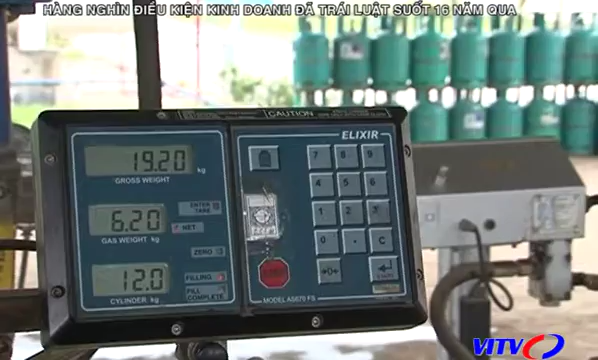 HÀNG NGHÌN ĐIỀU KIỆN KINH DOANH ĐÃ TRÁI LUẬT SUỐT 16 NĂM QUA
CAUTION
ELIXIR
19.20 kg
GROSS WEIGHT
6.20
GAS WEIGHT kg
12.0
CYLINDER kg
ENTER TARE
NET
ZERO
FILLING
FILL COMPLETE
7 8 9
4 5 6
1 2 3
0 . C
→0←
MODEL AS670 FS
VITV